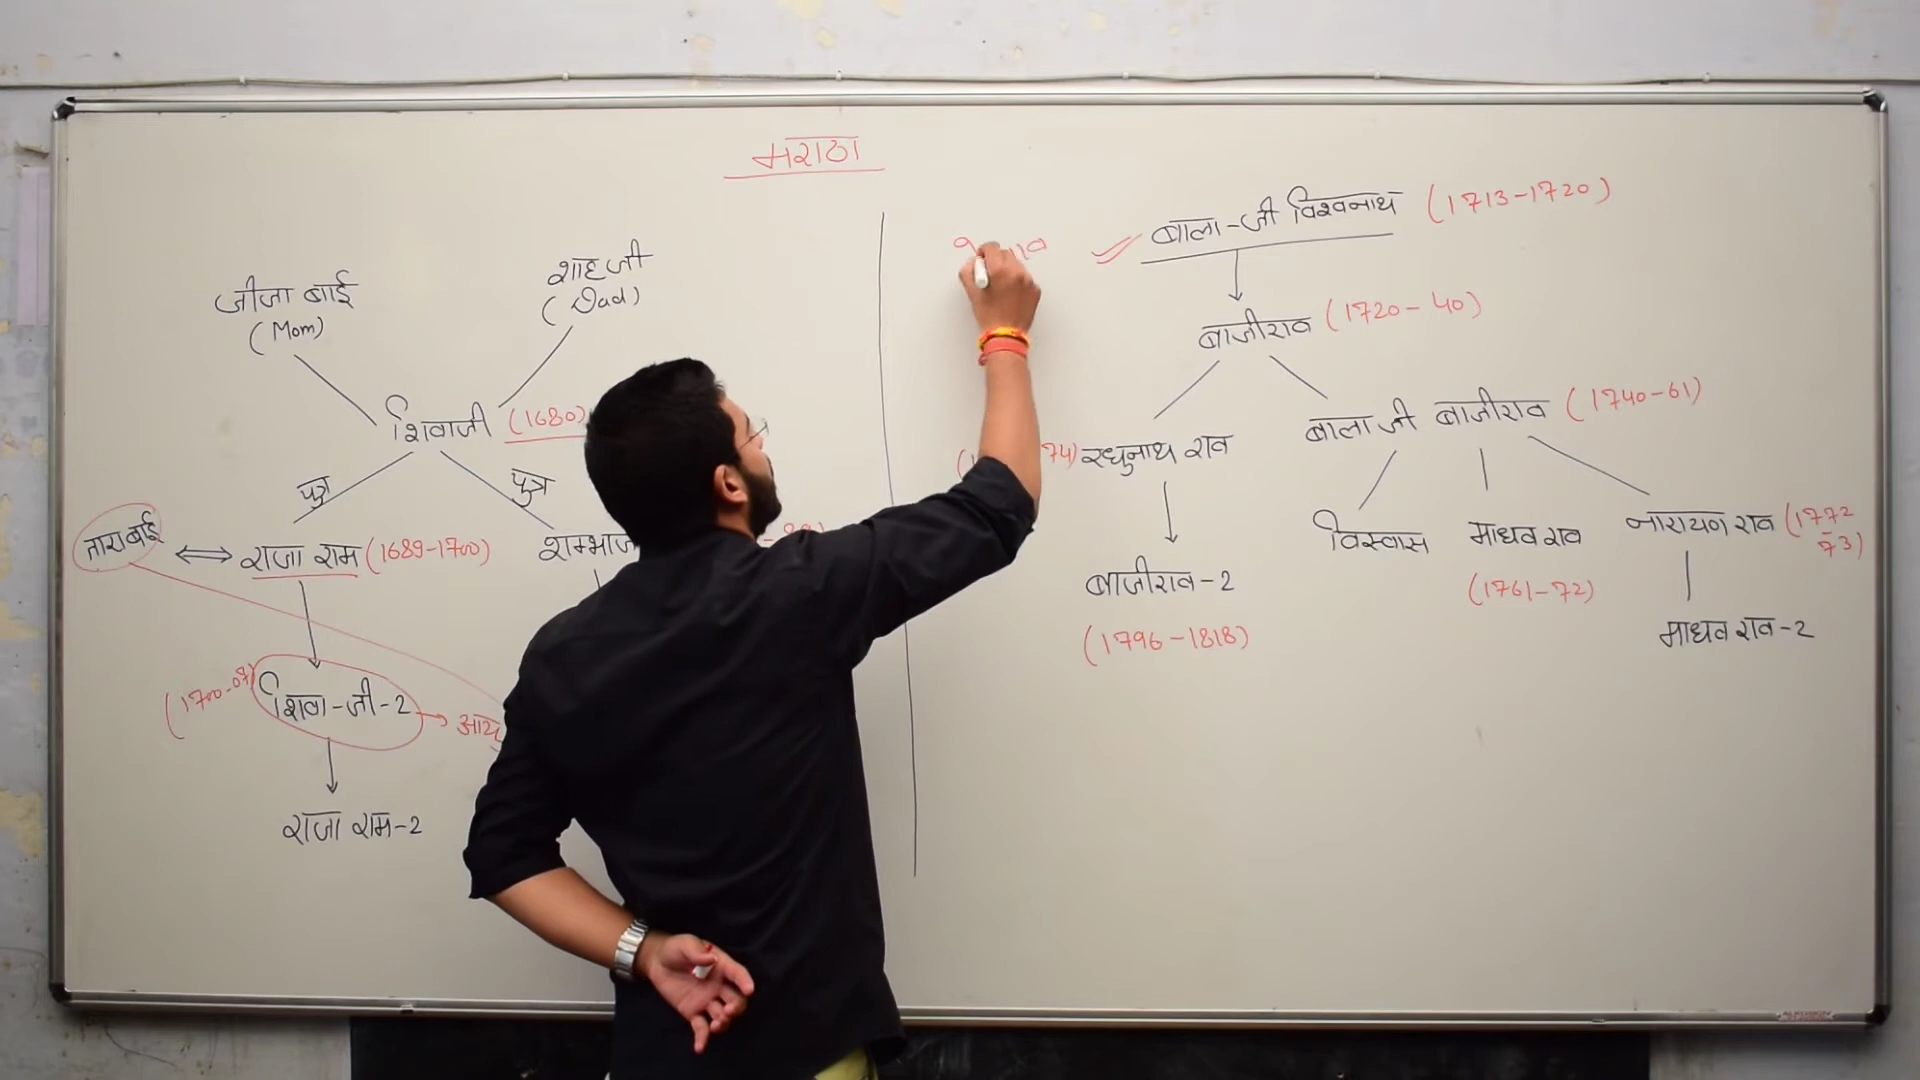 मराठा
जीजा बाई
(Mom)
शाहजी
(Dad)
शिवाजी (1680)
पुत्र
पुत्र
ताराबाई
राजा राम (1689-1700)
(1700-07)
शिवा-जी-2
राजा राम-2
बाला-जी विश्वनाथ (1713-1720)
बाजीराव (1720-40)
74) रघुनाथ राव
बालाजी बाजीराव (1740-61)
बाजीराव-2
(1796-1818)
विस्वास
माधव राव
(1761-72)
नारायण राव (1772
-
73)
माधव राव-2